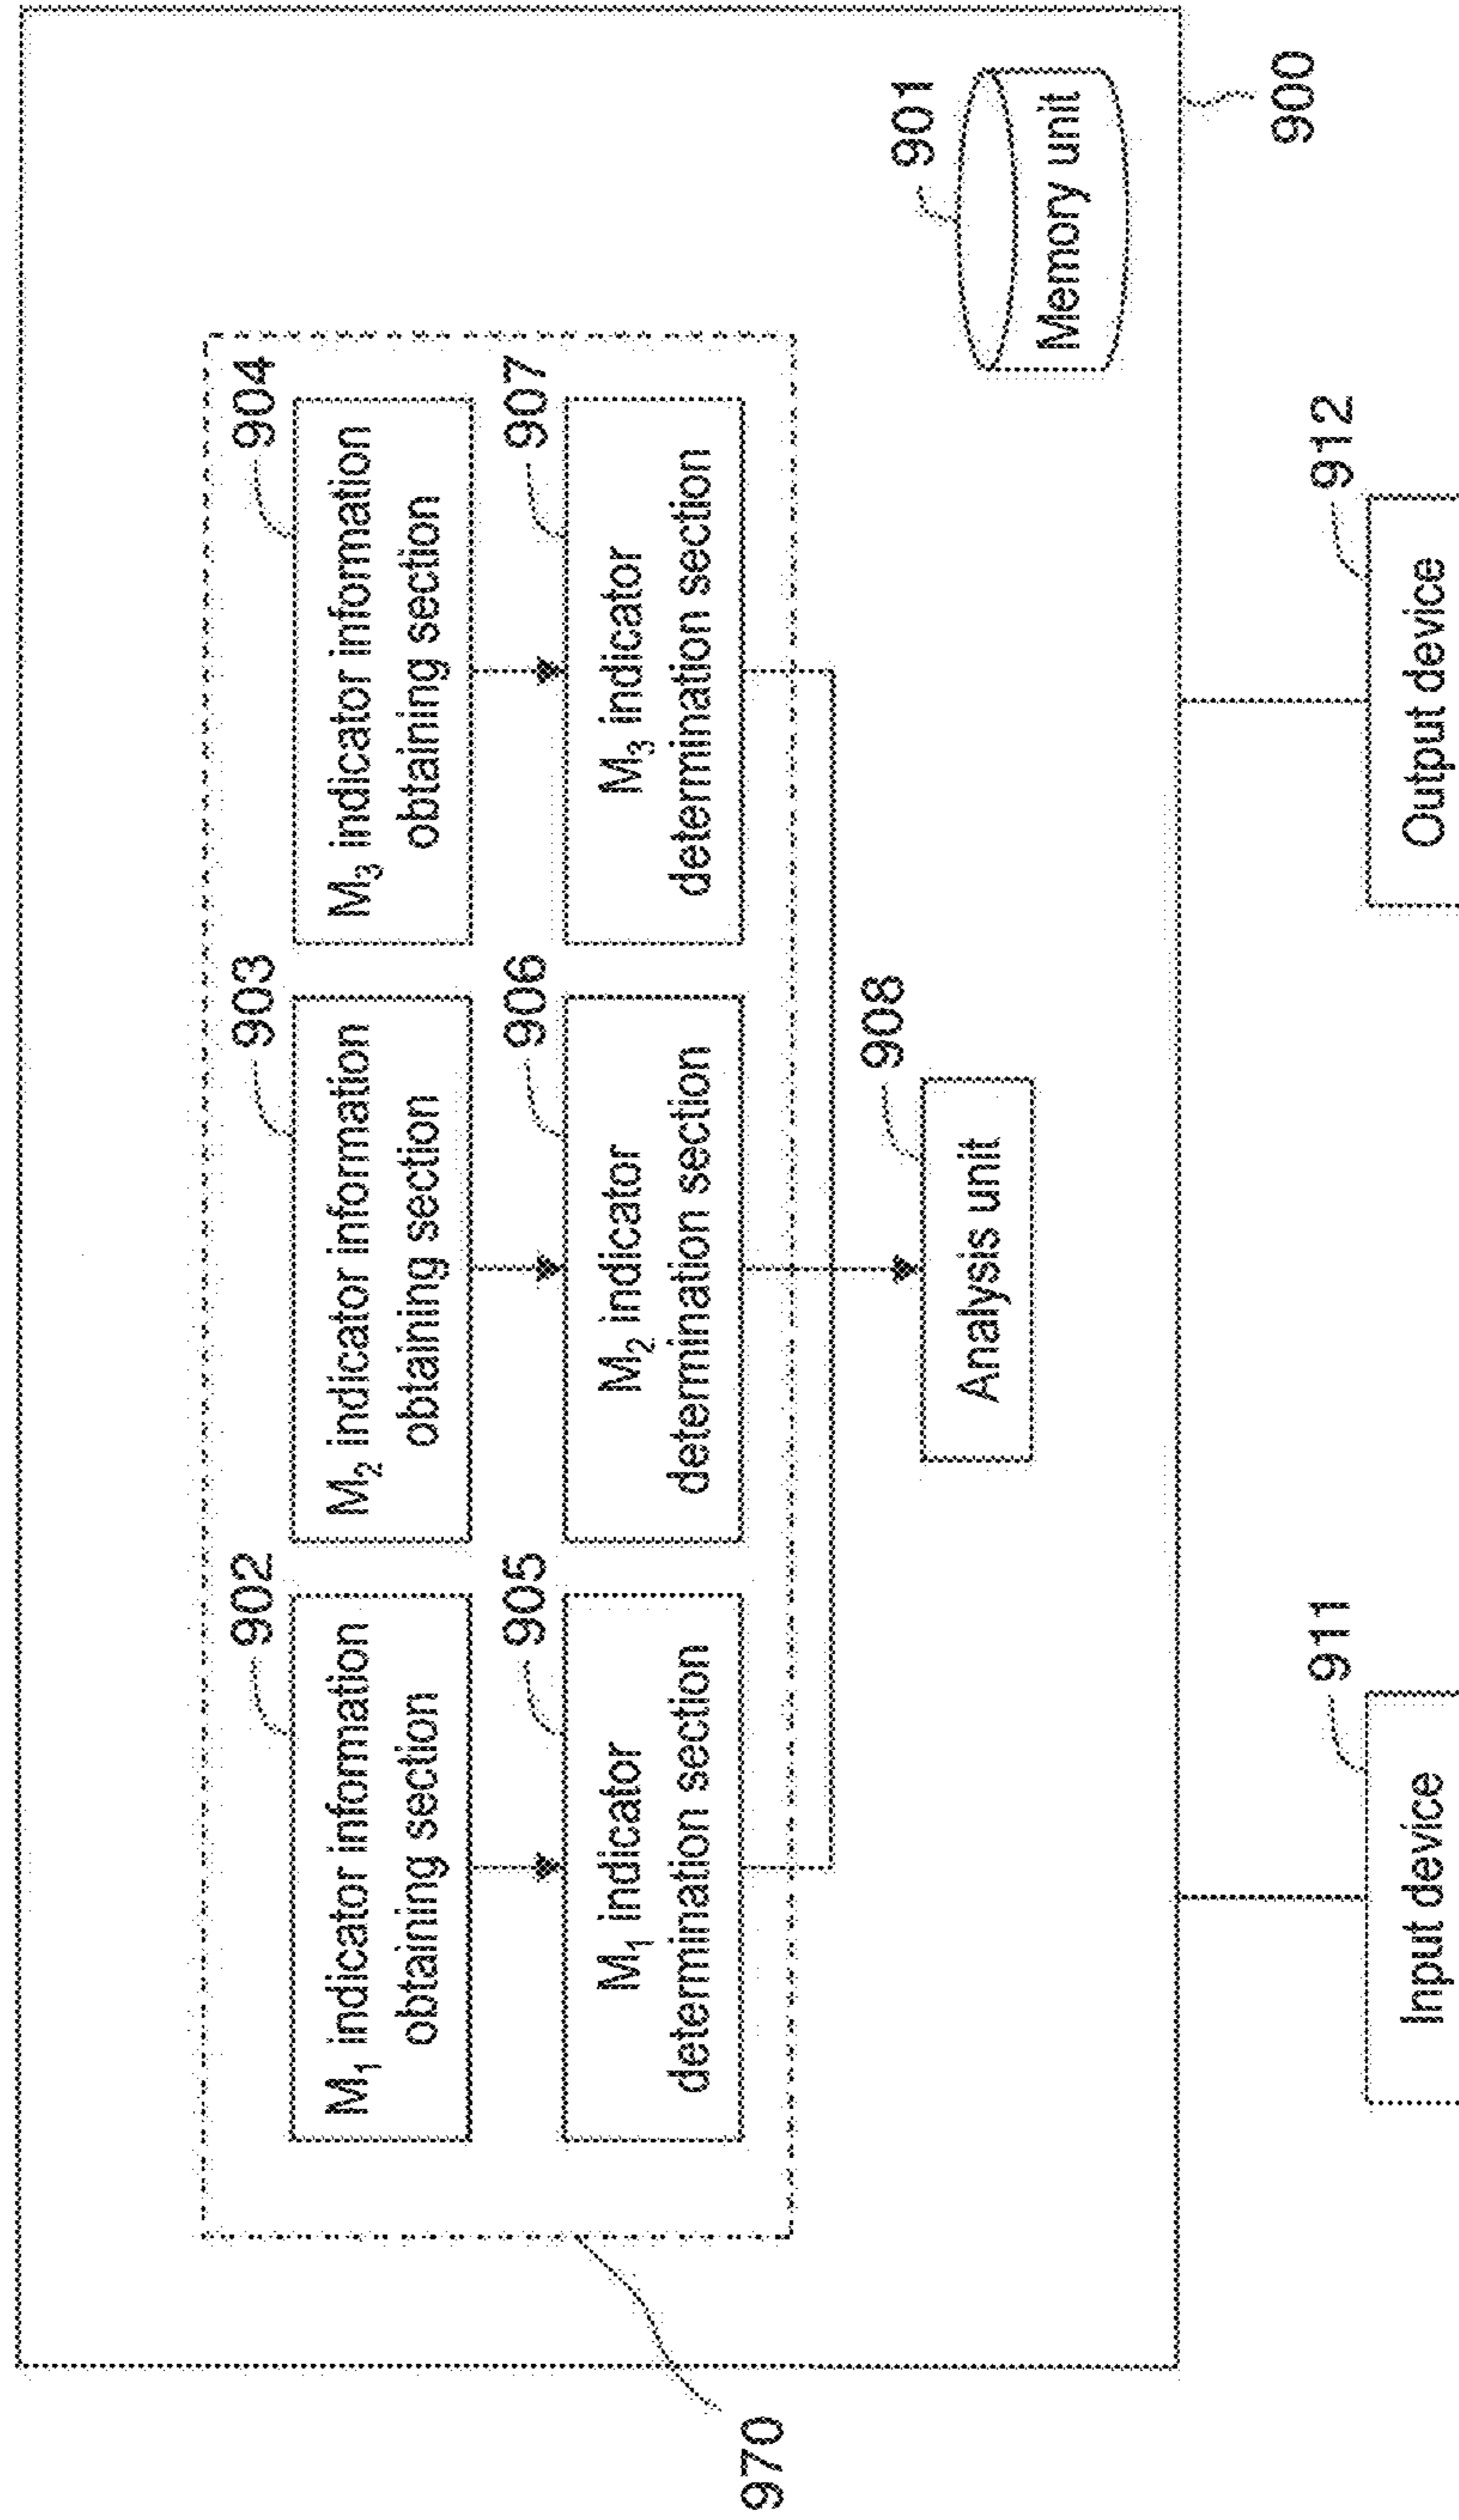 902
903
904
M₁ indicator information
obtaining section
M₂ indicator information
obtaining section
M₃ indicator information
obtaining section
905
906
907
M₁ indicator
determination section
M₂ indicator
determination section
M₃ indicator
determination section
970
908
Analysis unit
901
Memory unit
900
911
Input device
912
Output device